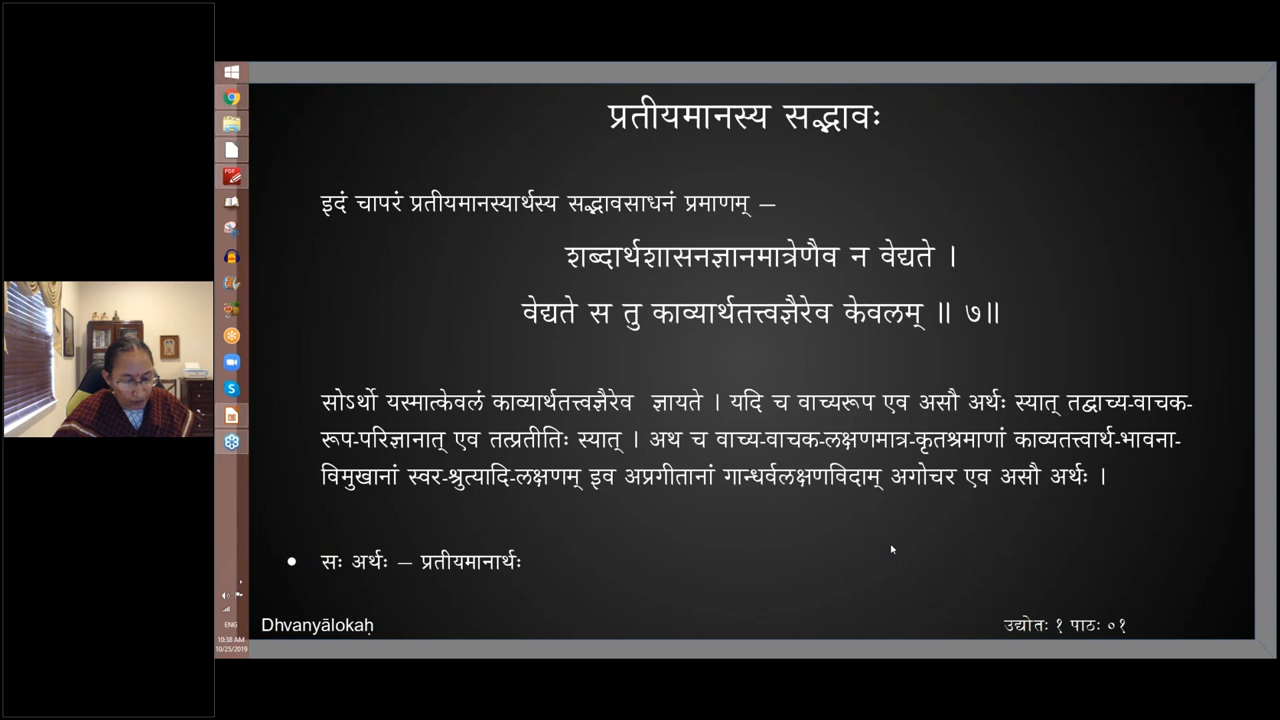 प्रतीयमानस्य सद्भावः
इदं चापरं प्रतीयमानस्यार्थस्य सद्भावसाधनं प्रमाणम् –
शब्दार्थशासनज्ञानमात्रेणैव न वेद्यते ।
वेद्यते स तु काव्यार्थतत्त्वज्ञैरेव केवलम् ॥ ७॥
सोऽर्थो यस्मात्केवलं काव्यार्थतत्त्वज्ञैरेव ज्ञायते । यदि च वाच्यरूप एव असौ अर्थः स्यात् तद्वाच्य-वाचक-
रूप-परिज्ञानात् एव तत्प्रतीतिः स्यात् । अथ च वाच्य-वाचक-लक्षणमात्र-कृतश्रमाणां काव्यतत्त्वार्थ-भावना-
विमुखानां स्वर-श्रुत्यादि-लक्षणम् इव अप्रगीतानां गान्धर्वलक्षणविदाम् अगोचर एव असौ अर्थः ।
• सः अर्थः – प्रतीयमानार्थः
Dhvanyālokaḥ
उद्योतः १ पाठः ०१
PDF
ENG
10:38 AM
10/25/2019